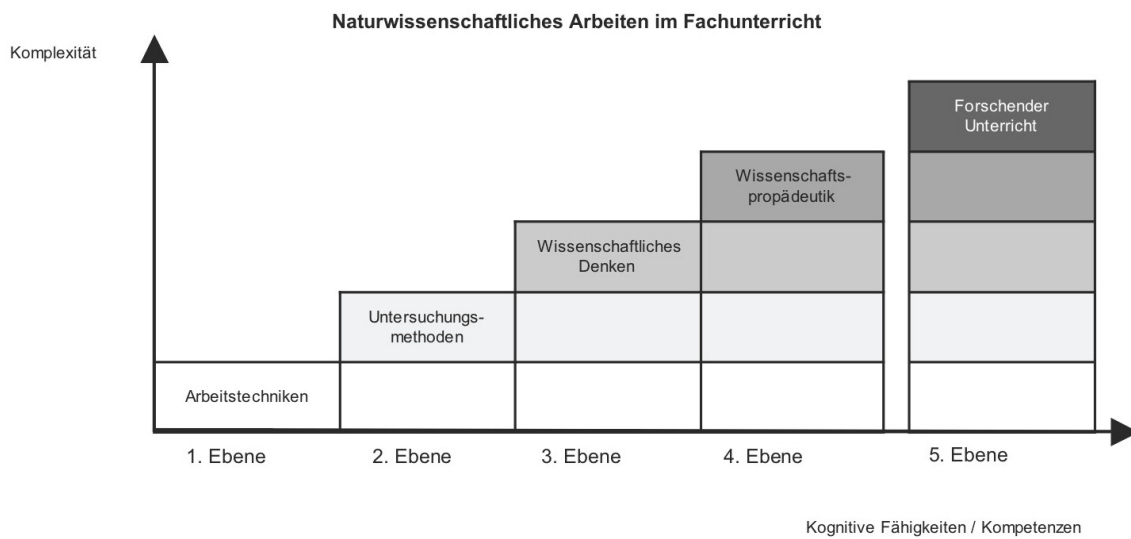 Naturwissenschaftliches Arbeiten im Fachunterricht
Komplexität
Forschender
Unterricht
Wissenschafts-
propädeutik
Wissenschaftliches
Denken
Untersuchungs-
methoden
Arbeitstechniken
1. Ebene
2. Ebene
3. Ebene
4. Ebene
5. Ebene
Kognitive Fähigkeiten / Kompetenzen